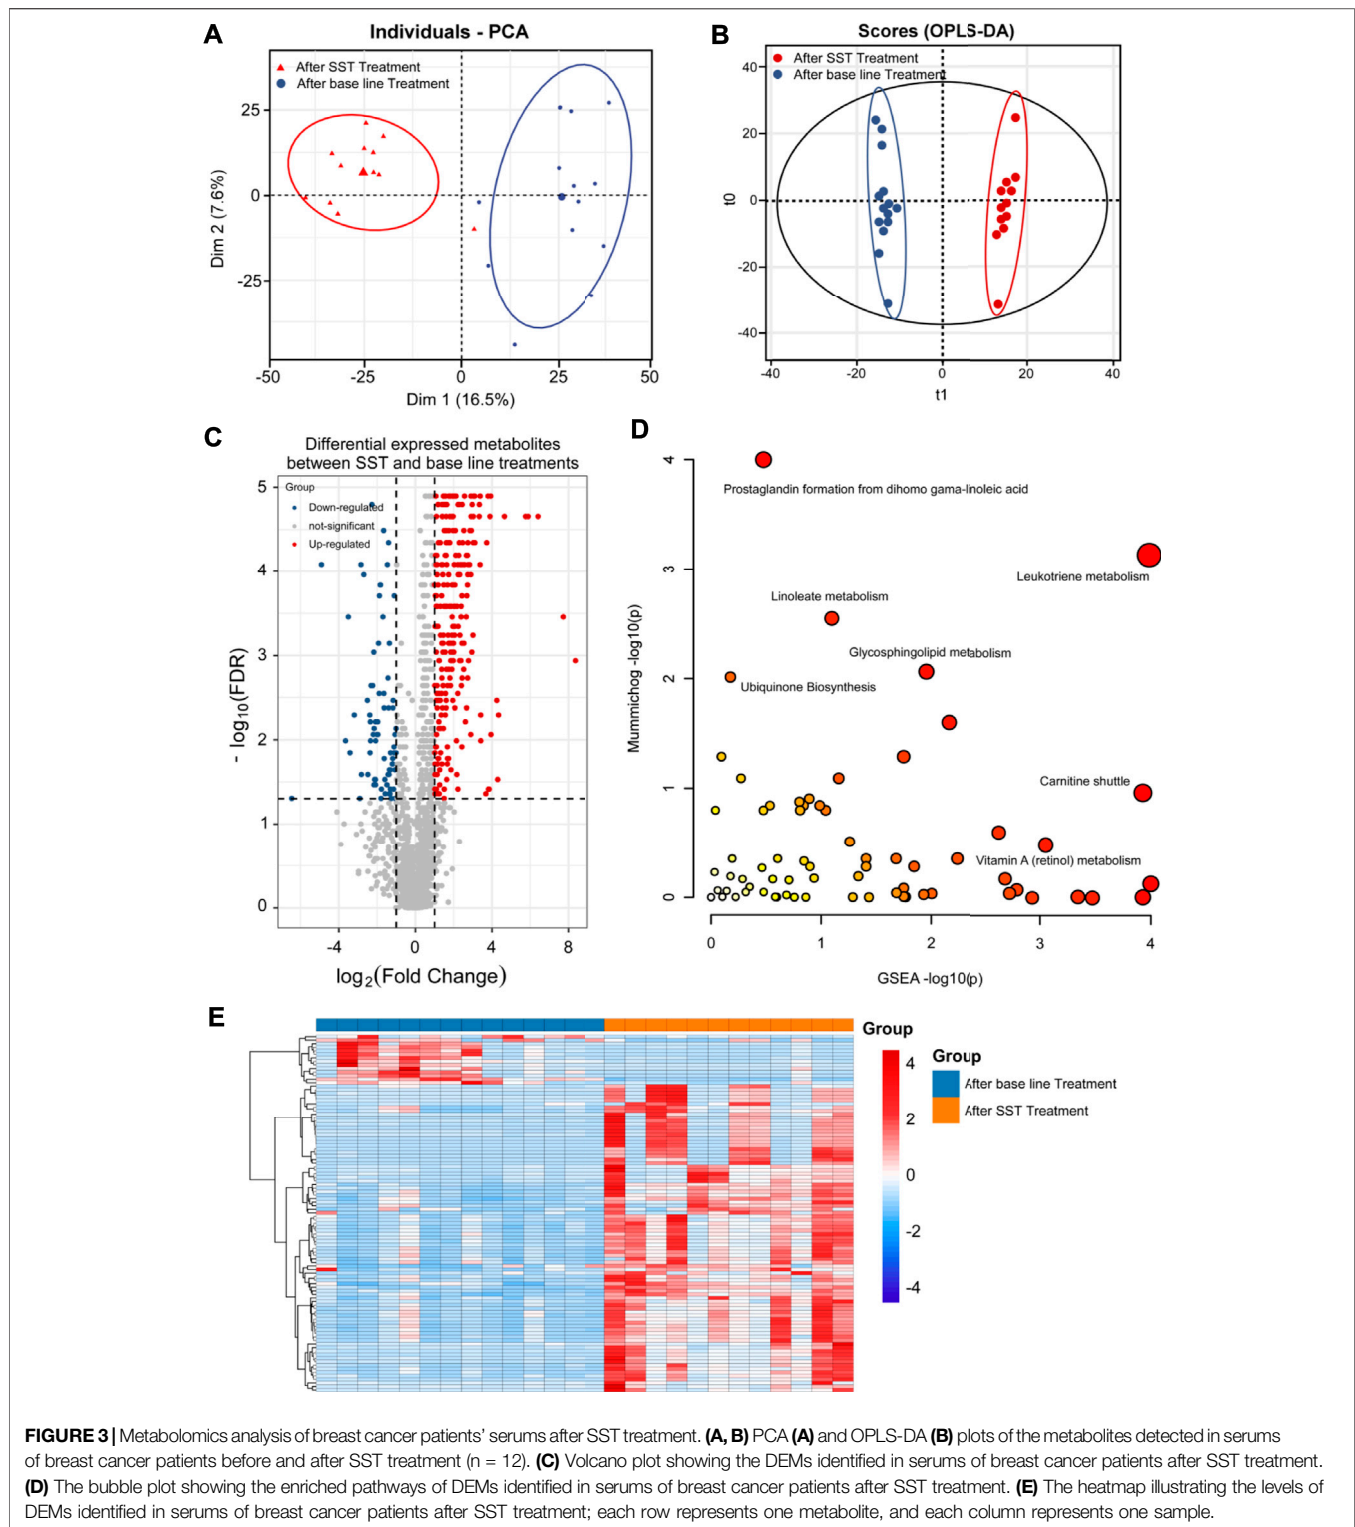 A
Individuals - PCA
After SST Treatment
After base line Treatment
25
0
-25
Dim 2 (7.6%)
-50
-25
0
25
50
Dim 1 (16.5%)
B
Scores (OPLS-DA)
After SST Treatment
After base line Treatment
40
20
0
-20
-40
t0
-40
-20
0
20
40
t1
C
Differential expressed metabolites
between SST and base line treatments
Group
Down-regulated
not-significant
Up-regulated
5
4
3
2
1
0
- log10(FDR)
-4
0
4
8
log2(Fold Change)
D
4
3
2
1
0
Mummichog -log10(p)
Prostaglandin formation from dihomo gama-linoleic acid
Leukotriene metabolism
Linoleate metabolism
Glycosphingolipid metabolism
Ubiquinone Biosynthesis
Carnitine shuttle
Vitamin A (retinol) metabolism
0
1
2
3
4
GSEA -log10(p)
E
Group
4
2
0
-2
-4
Group
After base line Treatment
After SST Treatment
FIGURE 3 | Metabolomics analysis of breast cancer patients' serums after SST treatment. (A, B) PCA (A) and OPLS-DA (B) plots of the metabolites detected in serums
of breast cancer patients before and after SST treatment (n = 12). (C) Volcano plot showing the DEMs identified in serums of breast cancer patients after SST treatment.
(D) The bubble plot showing the enriched pathways of DEMs identified in serums of breast cancer patients after SST treatment. (E) The heatmap illustrating the levels of
DEMs identified in serums of breast cancer patients after SST treatment; each row represents one metabolite, and each column represents one sample.